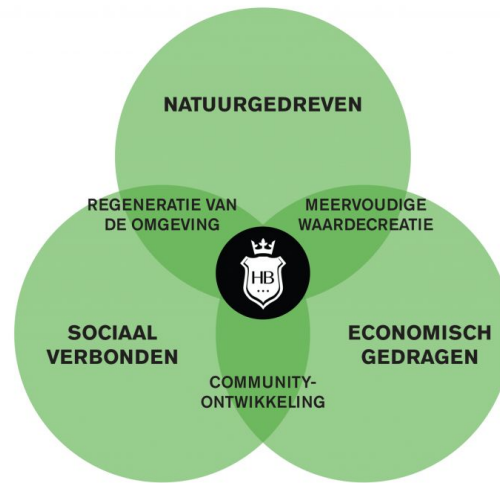 NATUURGEDREVEN
REGENERATIE VAN
DE OMGEVING
MEERVOUDIGE
WAARDECREATIE
HB
SOCIAAL
VERBONDEN
ECONOMISCH
GEDRAGEN
COMMUNITY-
ONTWIKKELING